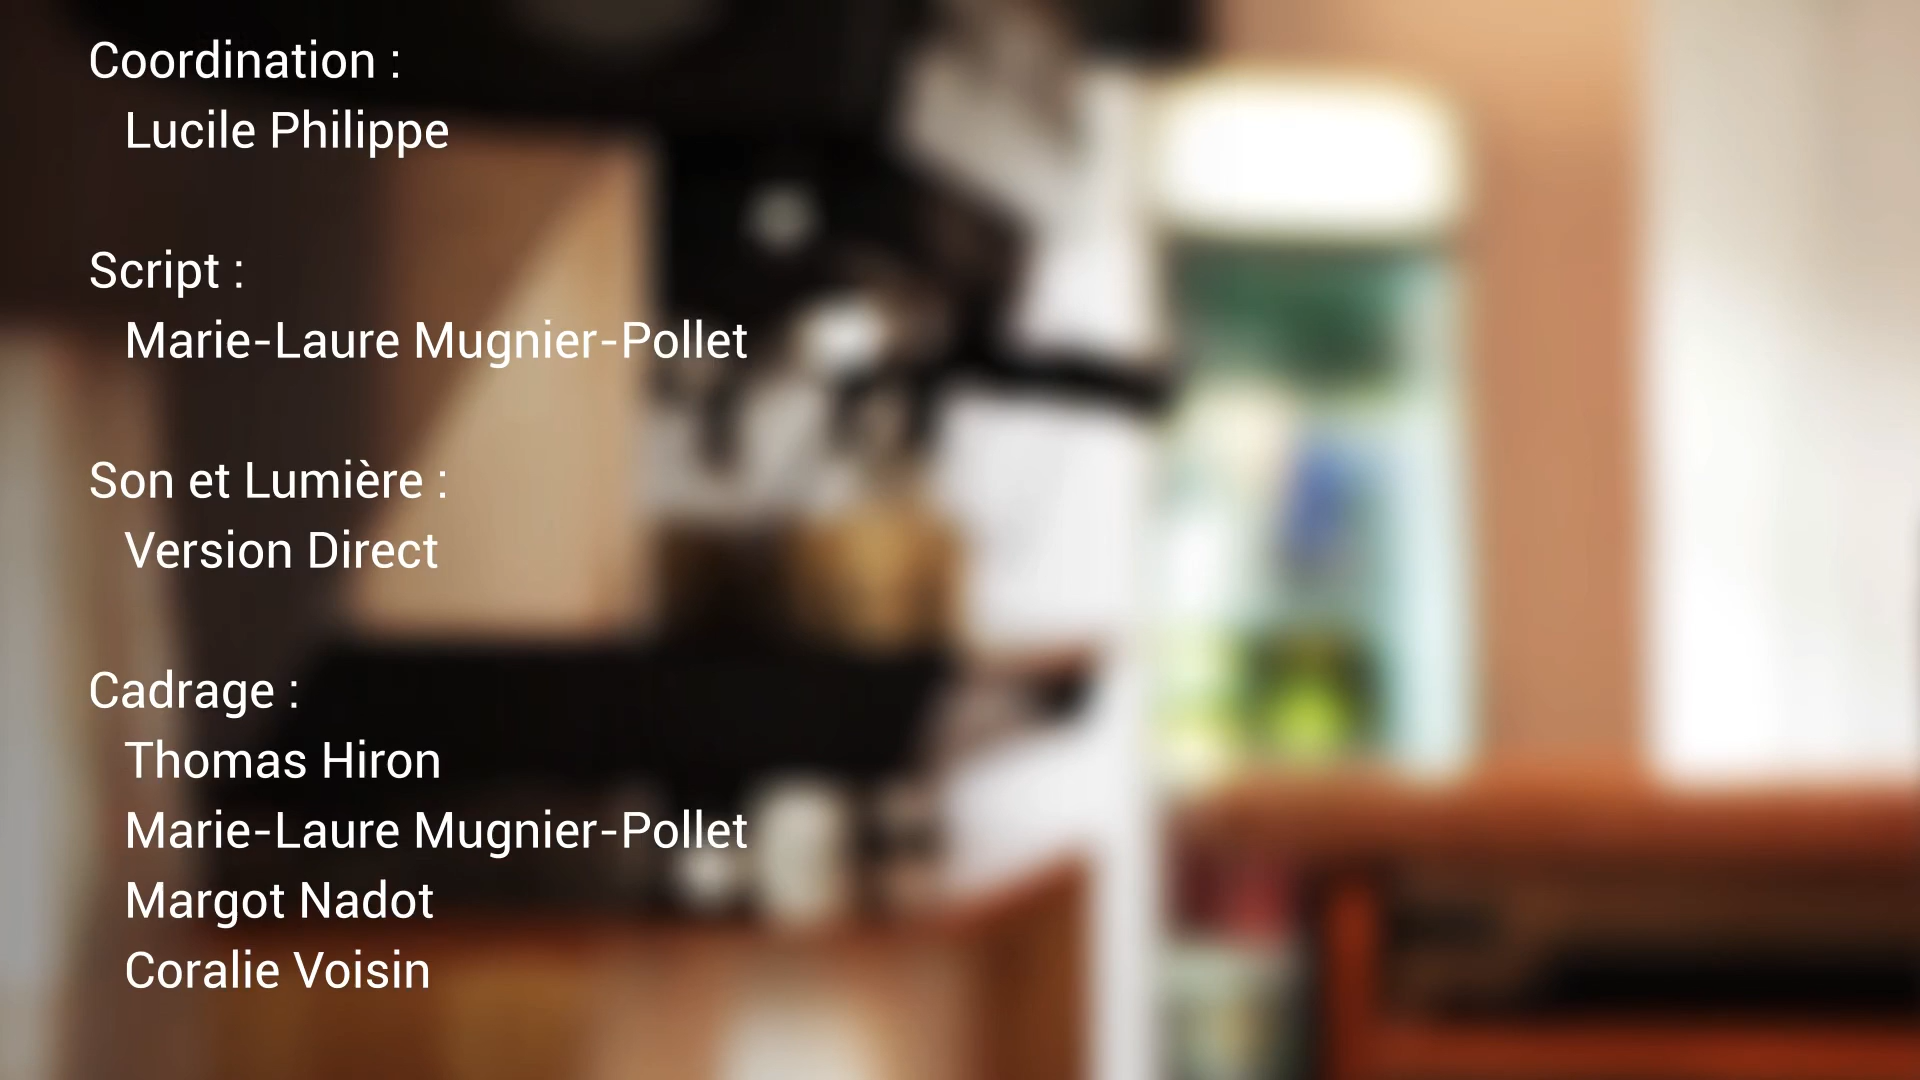 Coordination :
Lucile Philippe
Script :
Marie-Laure Mugnier-Pollet
Son et Lumière :
Version Direct
Cadrage :
Thomas Hiron
Marie-Laure Mugnier-Pollet
Margot Nadot
Coralie Voisin